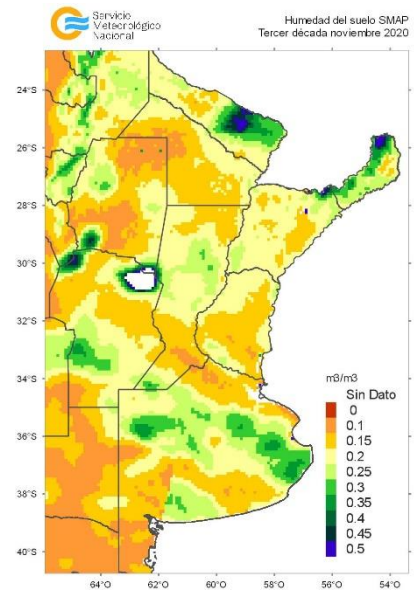 Servicio
Meteorológico
Nacional
Humedad del suelo SMAP
Tercer década noviembre 2020
24°S
26°S
28°S
30°S
32°S
34°S
36°S
38°S
40°S
m3/m3
Sin Dato
0
0.1
0.15
0.2
0.25
0.3
0.35
0.4
0.45
0.5
64°O
62°O
60°O
58°O
56°O
54°O